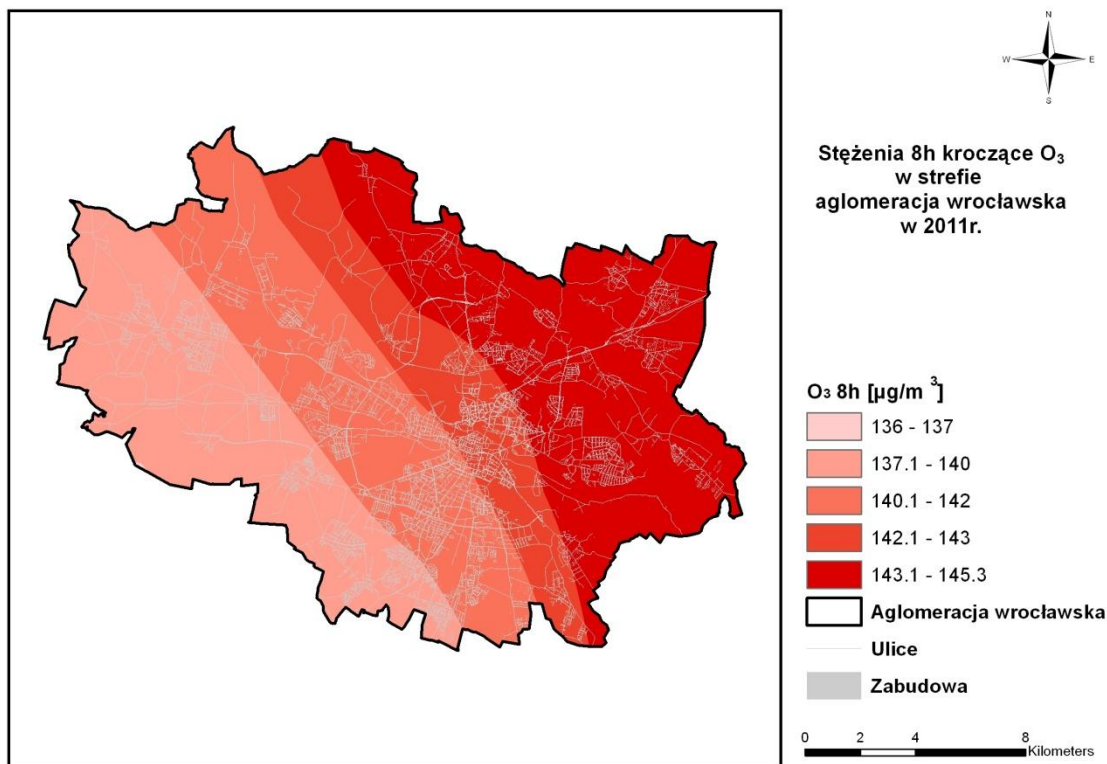 N
W E
S
Stężenia 8h kroczące O₃
w strefie
aglomeracja wrocławska
w 2011r.
O₃ 8h [µg/m ³]
136 - 137
137.1 - 140
140.1 - 142
142.1 - 143
143.1 - 145.3
Aglomeracja wrocławska
Ulice
Zabudowa
0 2 4 8
Kilometers